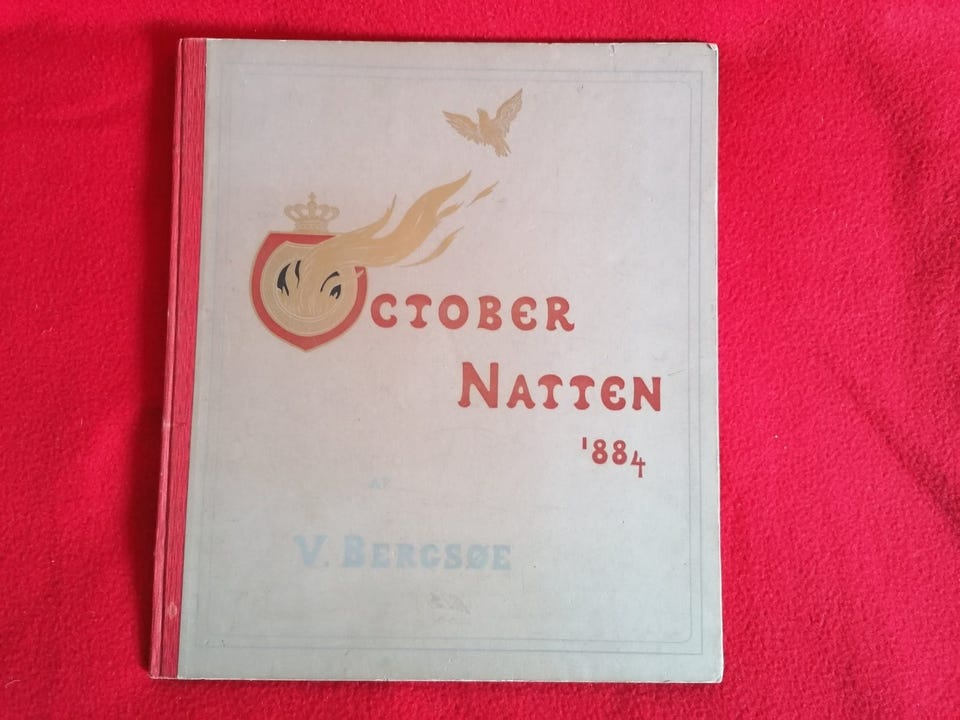 OCTOBER
NATTEN
1884
AF
V. BERGSØE